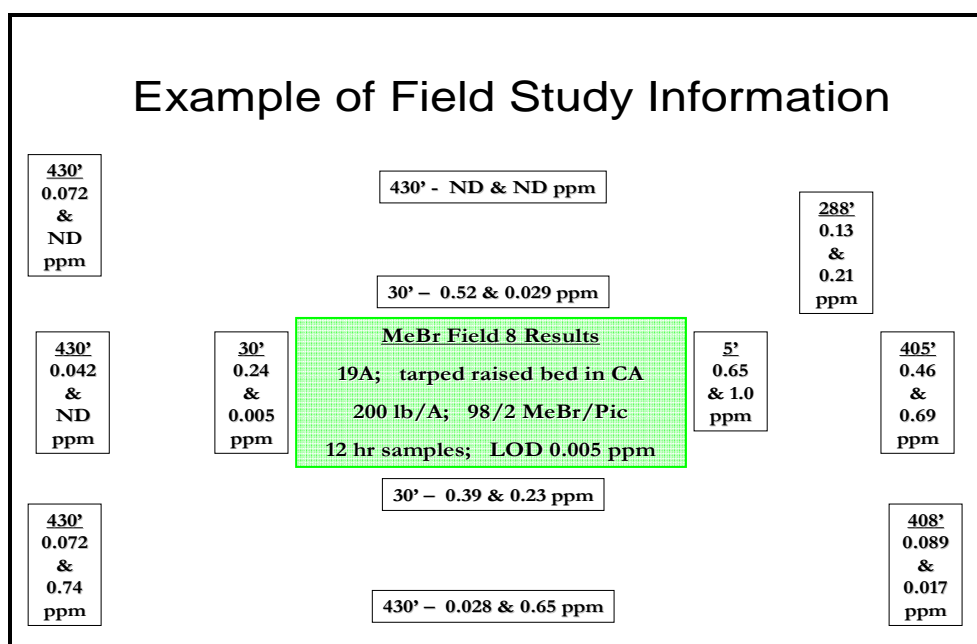 Example of Field Study Information
430'
0.072
&
ND
ppm
430' - ND & ND ppm
288'
0.13
&
0.21
ppm
30' – 0.52 & 0.029 ppm
430'
0.042
&
ND
ppm
30'
0.24
&
0.005
ppm
MeBr Field 8 Results
19A; tarped raised bed in CA
200 lb/A; 98/2 MeBr/Pic
12 hr samples; LOD 0.005 ppm
5'
0.65
& 1.0
ppm
405'
0.46
&
0.69
ppm
30' – 0.39 & 0.23 ppm
430'
0.072
&
0.74
ppm
430' – 0.028 & 0.65 ppm
408'
0.089
&
0.017
ppm